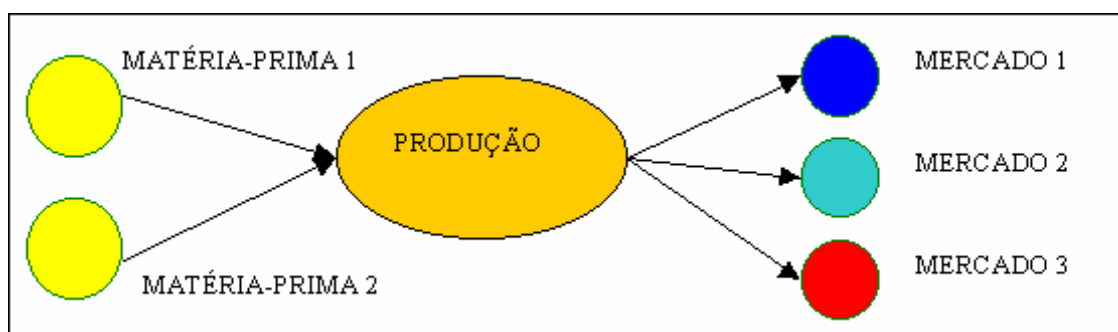 MATÉRIA-PRIMA 1
MATÉRIA-PRIMA 2
PRODUÇÃO
MERCADO 1
MERCADO 2
MERCADO 3